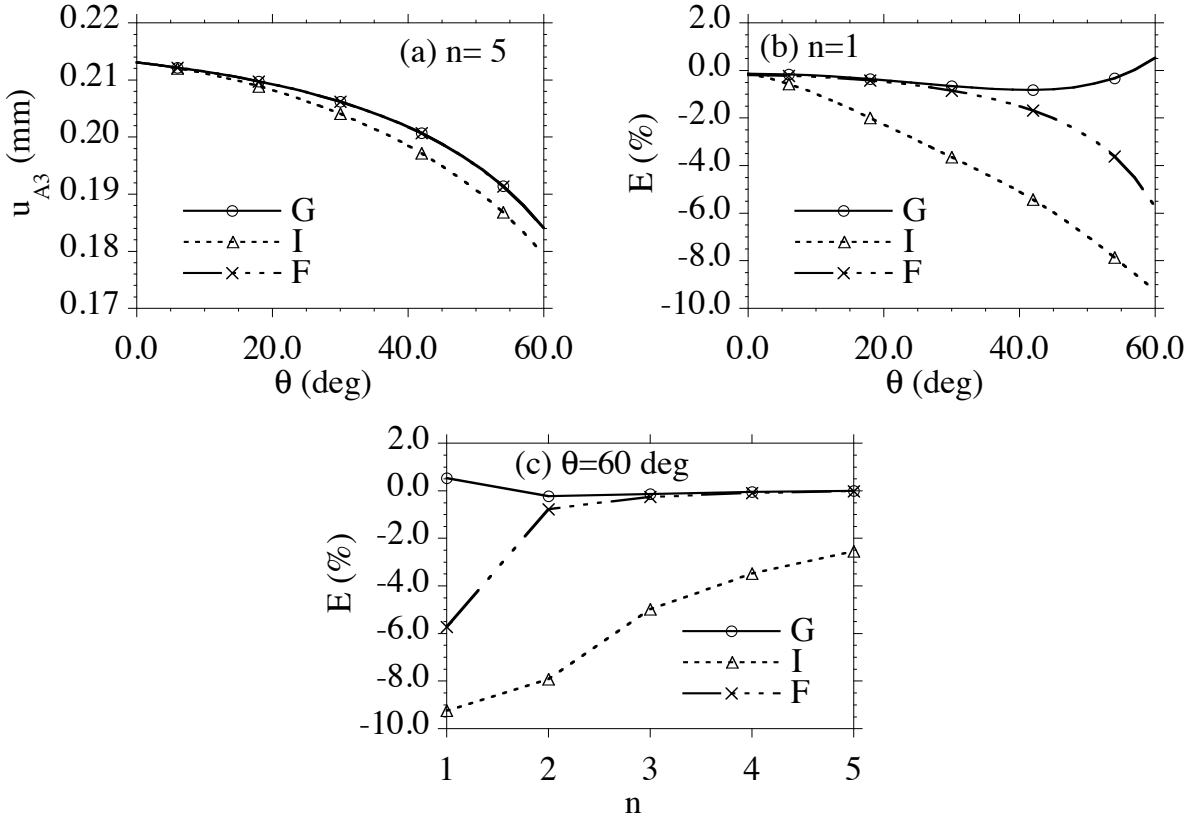 (a) n= 5
u A3 (mm)
0.22
0.21
0.20
0.19
0.18
0.17
G
I
F
0.0 20.0 40.0 60.0
θ (deg)
(b) n=1
E (%)
2.0
0.0
-2.0
-4.0
-6.0
-8.0
-10.0
G
I
F
0.0 20.0 40.0 60.0
θ (deg)
(c) θ=60 deg
E (%)
2.0
0.0
-2.0
-4.0
-6.0
-8.0
-10.0
G
I
F
1 2 3 4 5
n